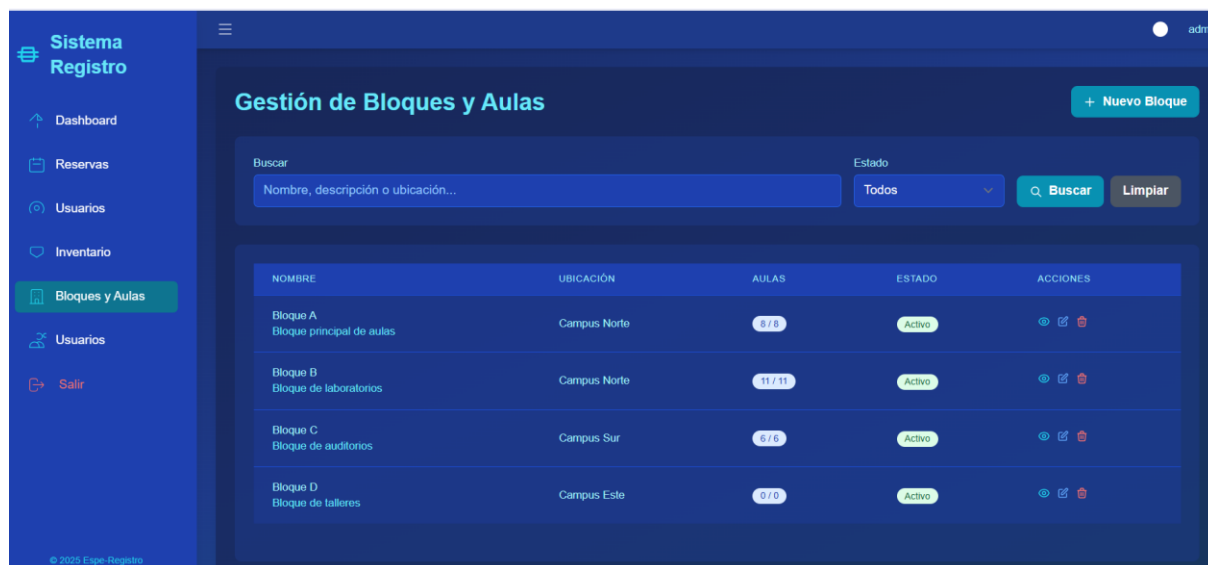 Sistema
Registro
Dashboard
Reservas
Usuarios
Inventario
Bloques y Aulas
Usuarios
Salir
© 2025 Espe-Registro
adm
Gestión de Bloques y Aulas
+ Nuevo Bloque
Buscar
Estado
Nombre, descripción o ubicación...
Todos
Buscar
Limpiar
NOMBRE UBICACIÓN AULAS ESTADO ACCIONES
Bloque A
Bloque principal de aulas
Campus Norte
8 / 8
Activo
Bloque B
Bloque de laboratorios
Campus Norte
11 / 11
Activo
Bloque C
Bloque de auditorios
Campus Sur
6 / 6
Activo
Bloque D
Bloque de talleres
Campus Este
0 / 0
Activo